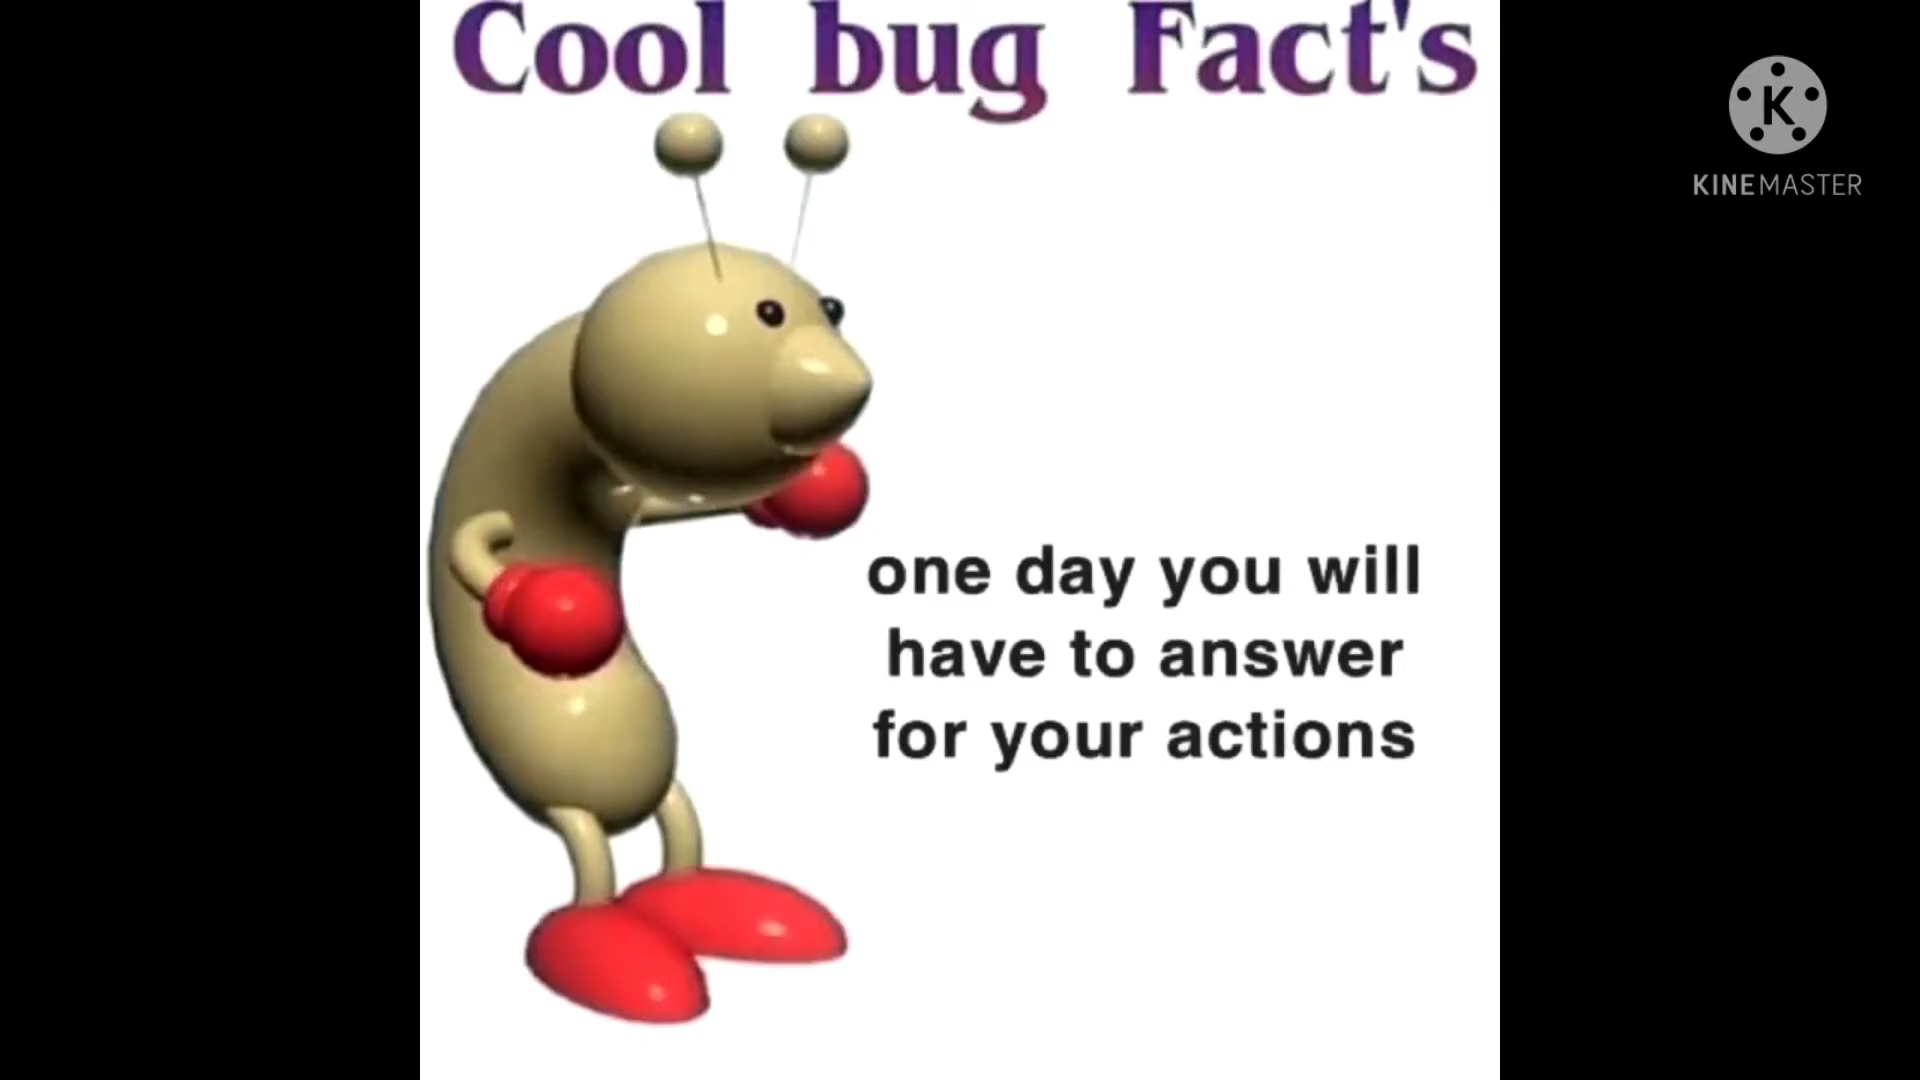 Cool bug Fact's
K
KINEMASTER
one day you will
have to answer
for your actions